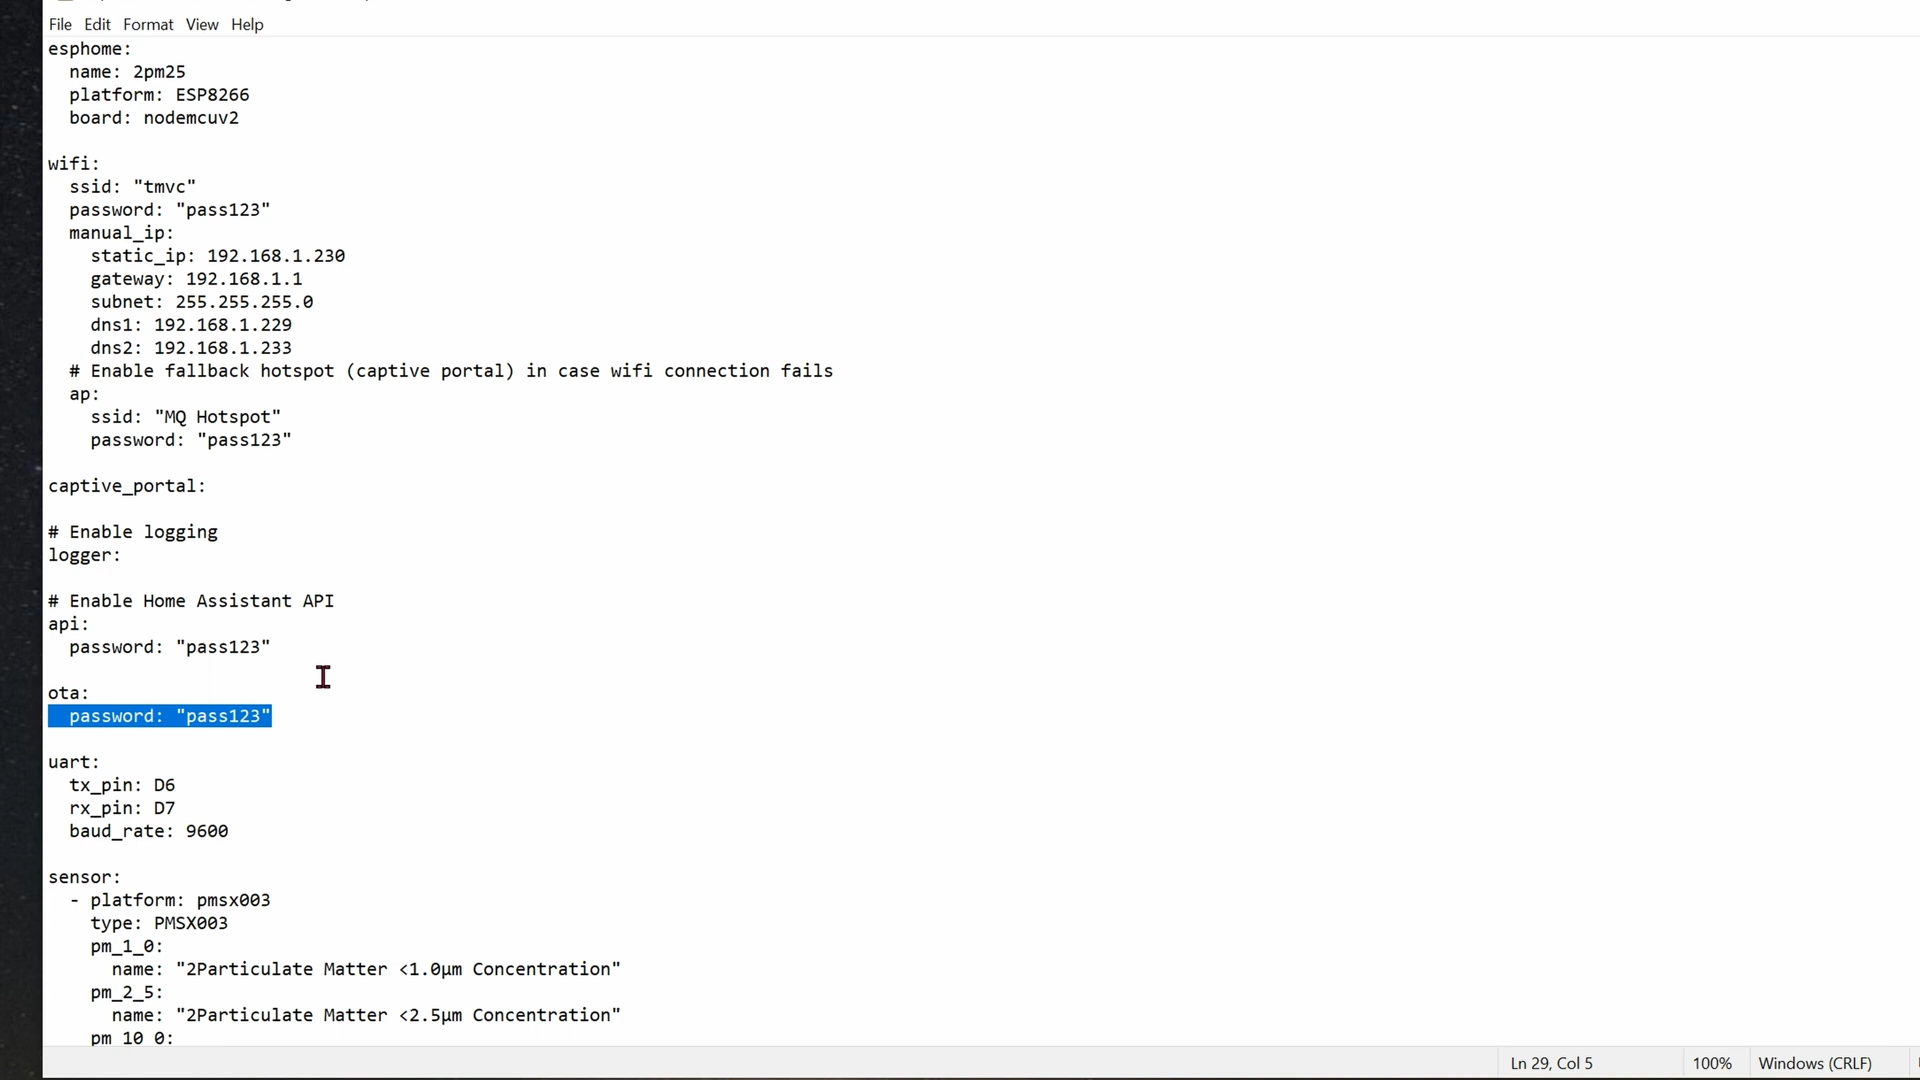 File Edit Format View Help
esphome:
  name: 2pm25
  platform: ESP8266
  board: nodemcuv2
wifi:
  ssid: "tmvc"
  password: "pass123"
  manual_ip:
    static_ip: 192.168.1.230
    gateway: 192.168.1.1
    subnet: 255.255.255.0
    dns1: 192.168.1.229
    dns2: 192.168.1.233
  # Enable fallback hotspot (captive portal) in case wifi connection fails
  ap:
    ssid: "MQ Hotspot"
    password: "pass123"
captive_portal:
# Enable logging
logger:
# Enable Home Assistant API
api:
  password: "pass123"
ota:
  password: "pass123"
uart:
  tx_pin: D6
  rx_pin: D7
  baud_rate: 9600
sensor:
  - platform: pmsx003
    type: PMSX003
    pm_1_0:
      name: "2Particulate Matter <1.0µm Concentration"
    pm_2_5:
      name: "2Particulate Matter <2.5µm Concentration"
    pm_10_0:
Ln 29, Col 5 100% Windows (CRLF)